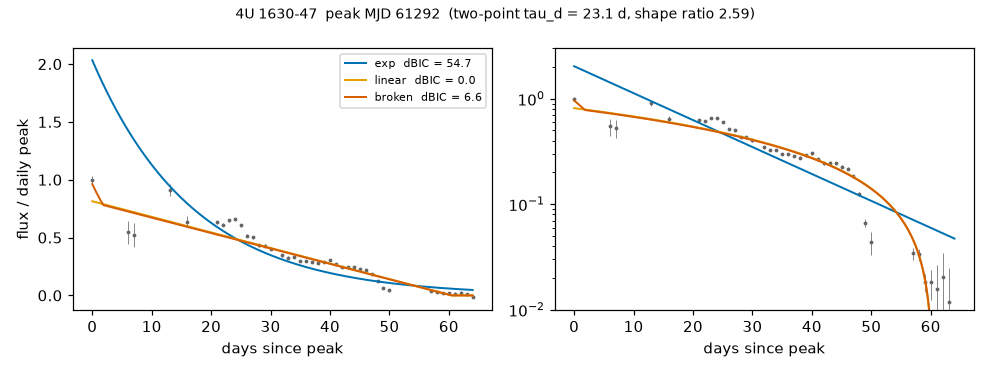 4U 1630-47  peak MJD 61292  (two-point tau_d = 23.1 d, shape ratio 2.59)
flux / daily peak
2.0
1.5
1.0
0.5
0.0
exp  dBIC = 54.7
linear  dBIC = 0.0
broken  dBIC = 6.6
0 10 20 30 40 50 60
days since peak
10^0
10^-1
10^-2
0 10 20 30 40 50 60
days since peak